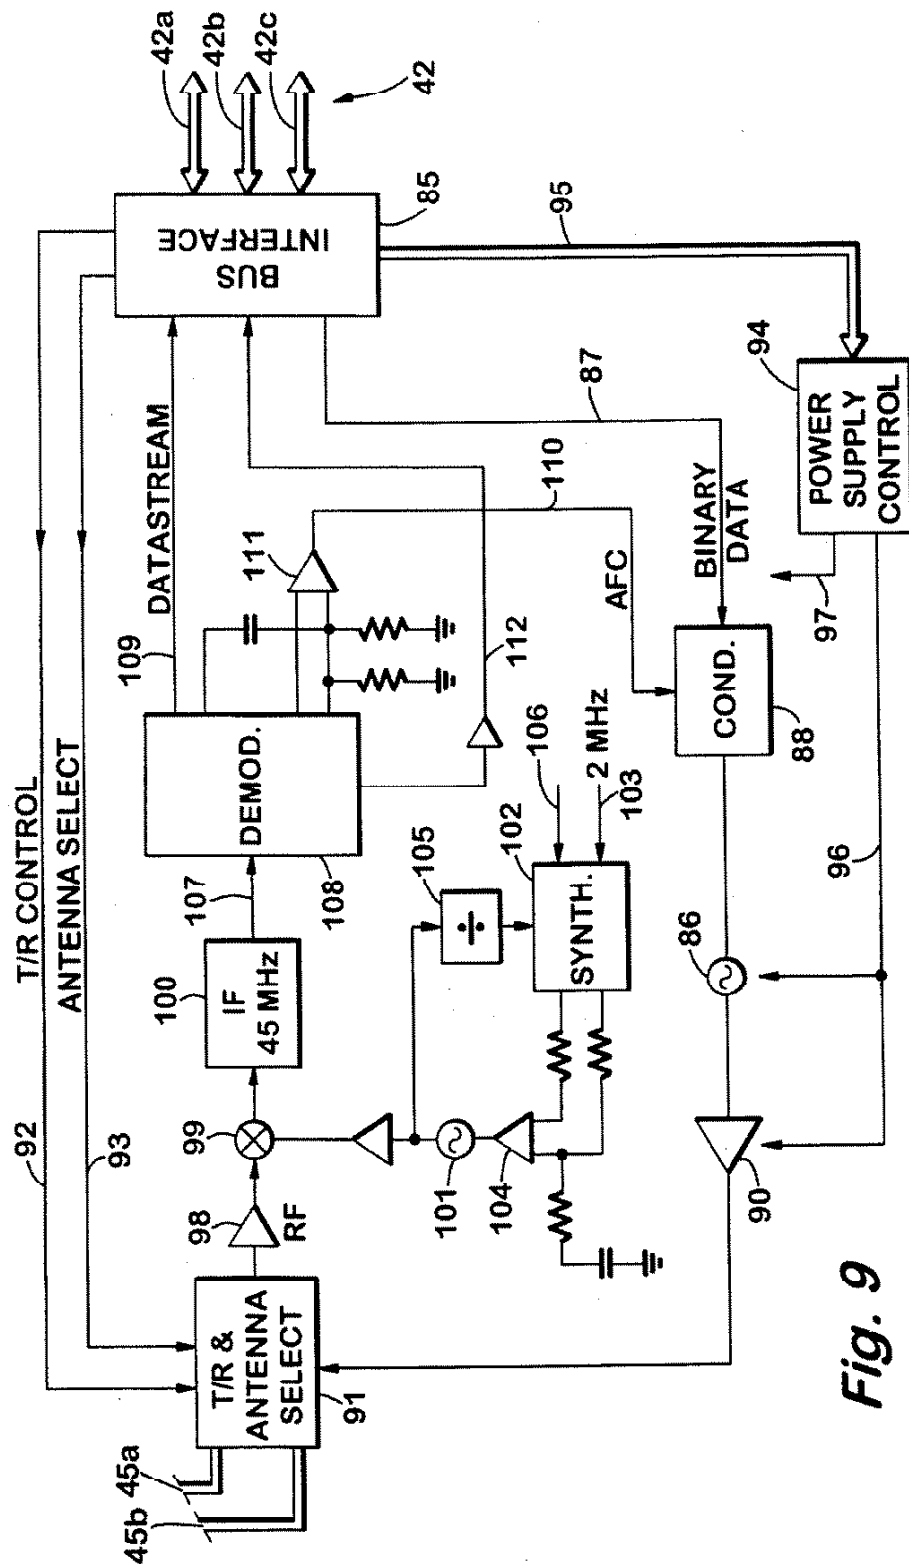 42a
42b
42c
42
BUS
INTERFACE
85
95
DATASTREAM
109
T/R CONTROL
ANTENNA SELECT
92
93
111
110
AFC
87
BINARY
DATA
94
POWER
SUPPLY
CONTROL
97
96
112
DEMOD.
108
107
100
IF
45 MHz
99
98
RF
106
2 MHz
103
102
SYNTH.
105
÷
101
104
COND.
88
86
90
T/R &
ANTENNA
SELECT
91
45a
45b
Fig. 9